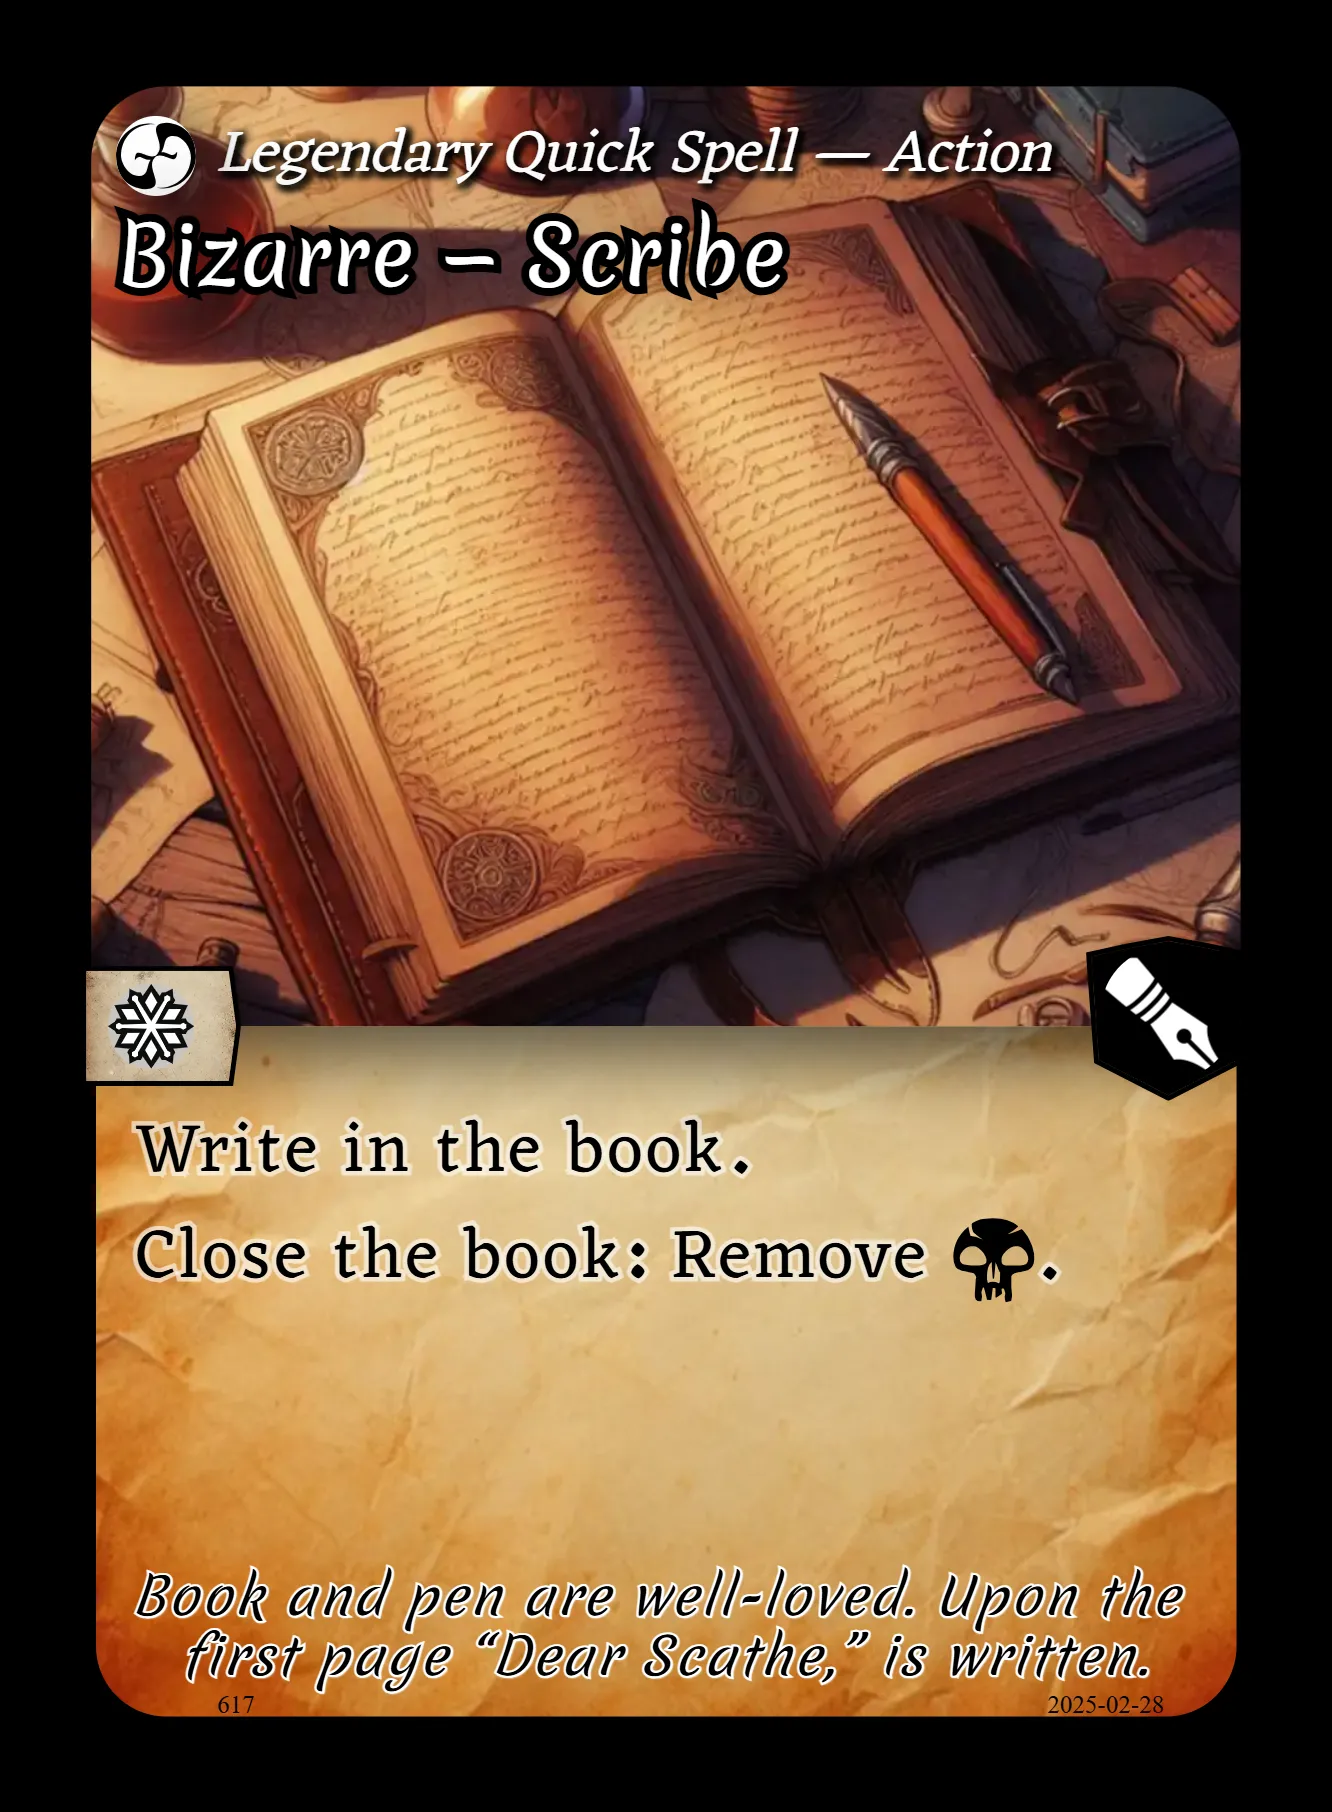 Legendary Quick Spell — Action
Bizarre – Scribe
Write in the book.
Close the book: Remove .
Book and pen are well-loved. Upon the
first page “Dear Scathe,” is written.
617
2025-02-28